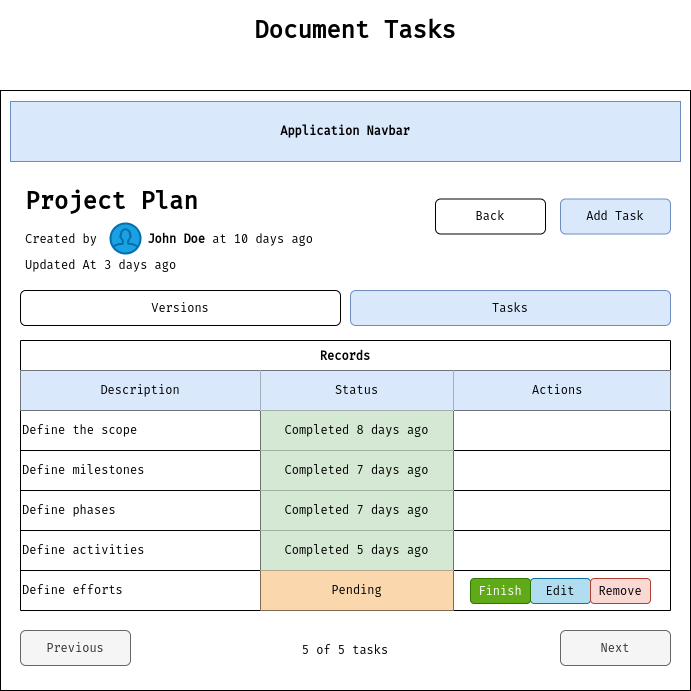 Document Tasks
Application Navbar
Project Plan
Created by John Doe at 10 days ago
Updated At 3 days ago
Back
Add Task
Versions
Tasks
Records
Description Status Actions
Define the scope Completed 8 days ago
Define milestones Completed 7 days ago
Define phases Completed 7 days ago
Define activities Completed 5 days ago
Define efforts Pending Finish Edit Remove
Previous 5 of 5 tasks Next